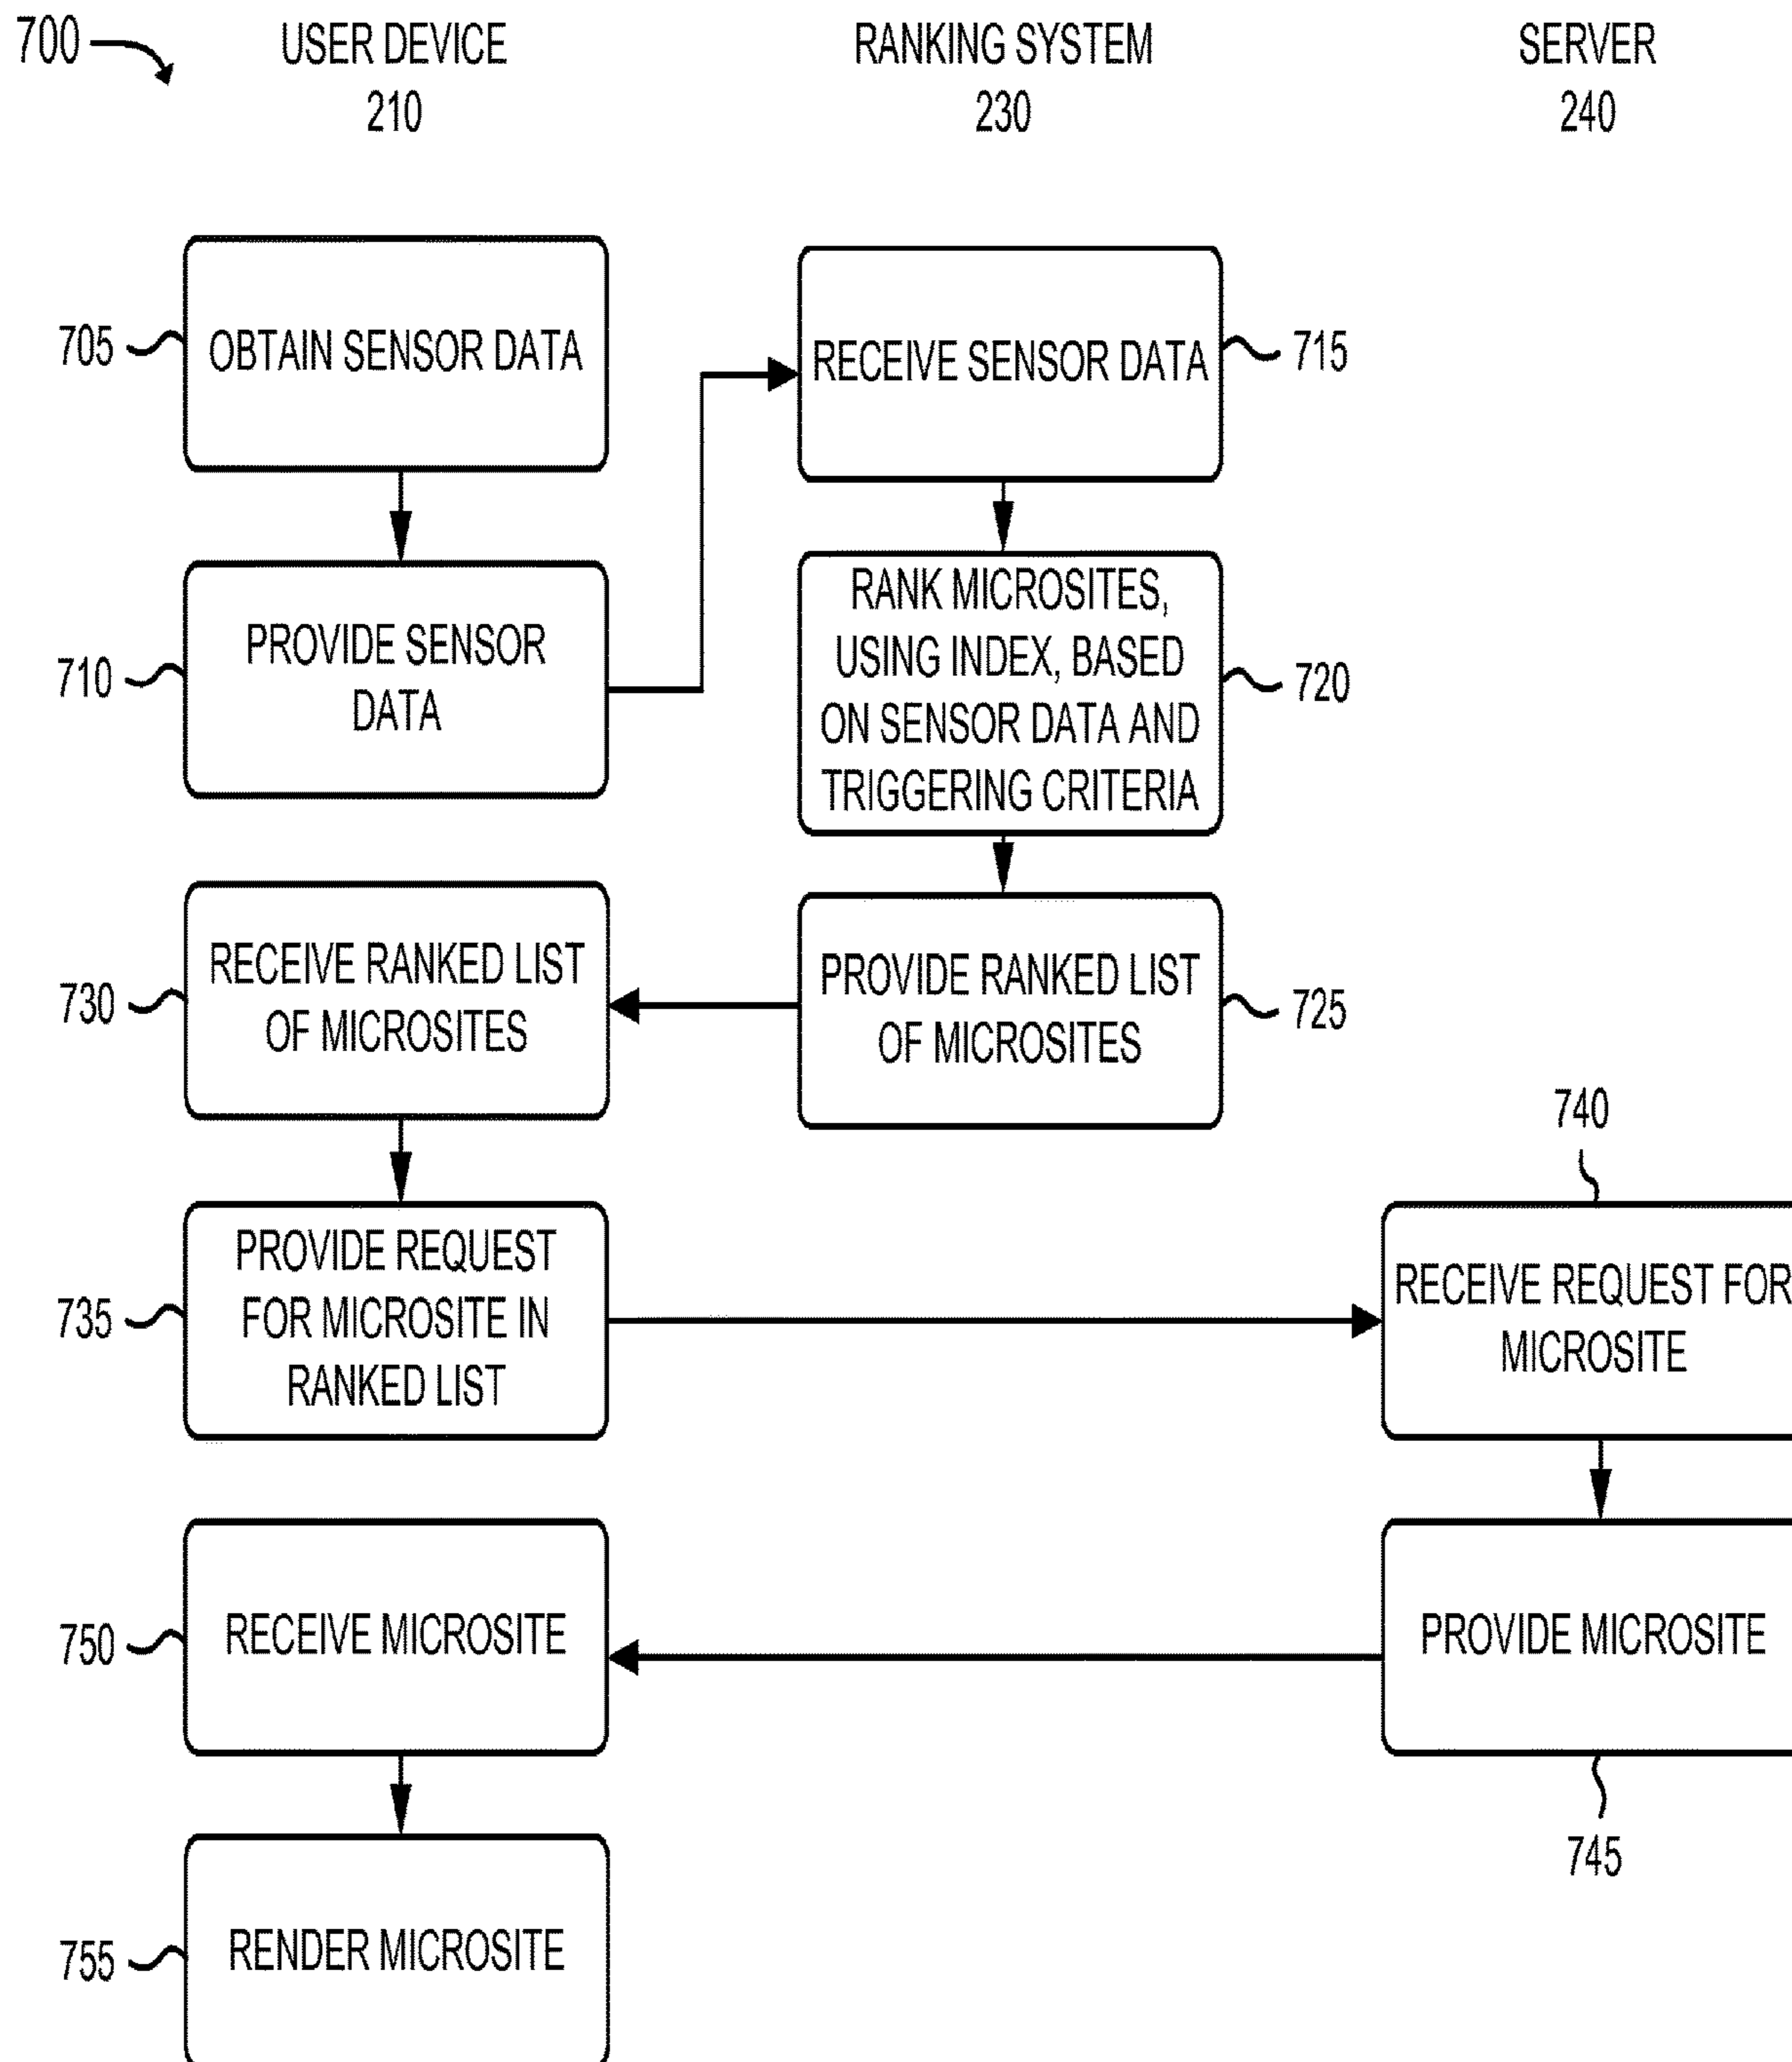 700
USER DEVICE
210
RANKING SYSTEM
230
SERVER
240
705
OBTAIN SENSOR DATA
RECEIVE SENSOR DATA
715
710
PROVIDE SENSOR
DATA
RANK MICROSITES,
USING INDEX, BASED
ON SENSOR DATA AND
TRIGGERING CRITERIA
720
730
RECEIVE RANKED LIST
OF MICROSITES
PROVIDE RANKED LIST
OF MICROSITES
725
735
PROVIDE REQUEST
FOR MICROSITE IN
RANKED LIST
740
RECEIVE REQUEST FOR
MICROSITE
750
RECEIVE MICROSITE
PROVIDE MICROSITE
745
755
RENDER MICROSITE